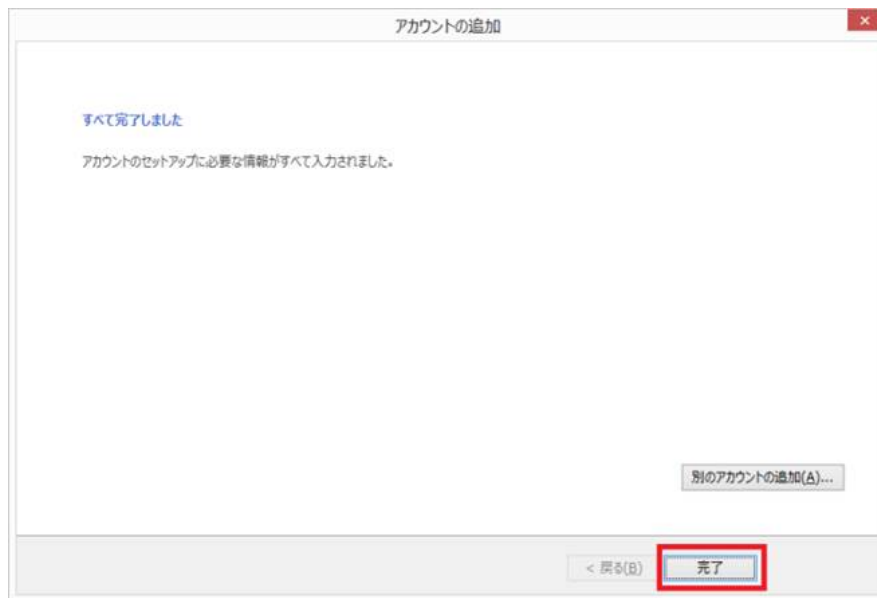 アカウントの追加
すべて完了しました
アカウントのセットアップに必要な情報がすべて入力されました。
別のアカウントの追加(A)...
< 戻る(B)
完了